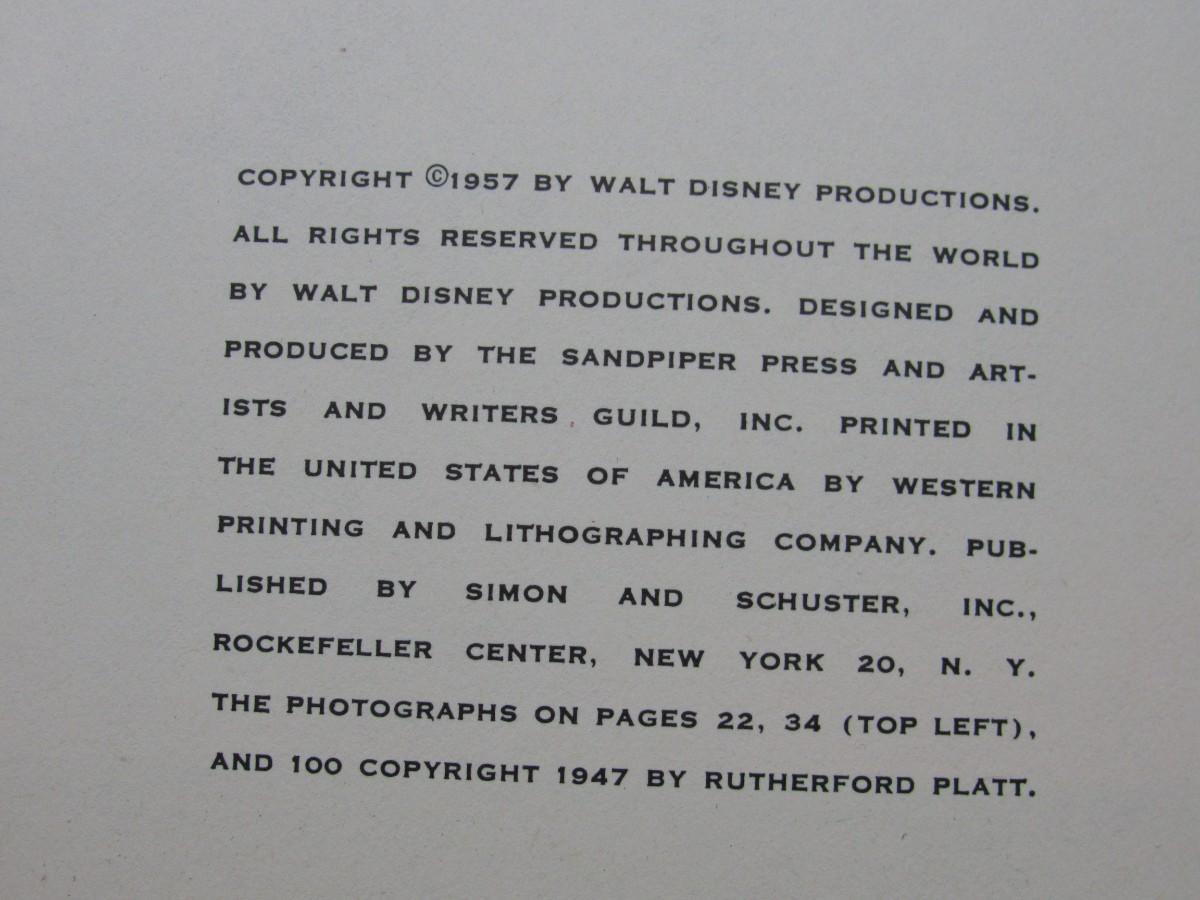 COPYRIGHT ©1957 BY WALT DISNEY PRODUCTIONS.
ALL RIGHTS RESERVED THROUGHOUT THE WORLD
BY WALT DISNEY PRODUCTIONS. DESIGNED AND
PRODUCED BY THE SANDPIPER PRESS AND ART-
ISTS AND WRITERS GUILD, INC. PRINTED IN
THE UNITED STATES OF AMERICA BY WESTERN
PRINTING AND LITHOGRAPHING COMPANY. PUB-
LISHED BY SIMON AND SCHUSTER, INC.,
ROCKEFELLER CENTER, NEW YORK 20, N. Y.
THE PHOTOGRAPHS ON PAGES 22, 34 (TOP LEFT),
AND 100 COPYRIGHT 1947 BY RUTHERFORD PLATT.